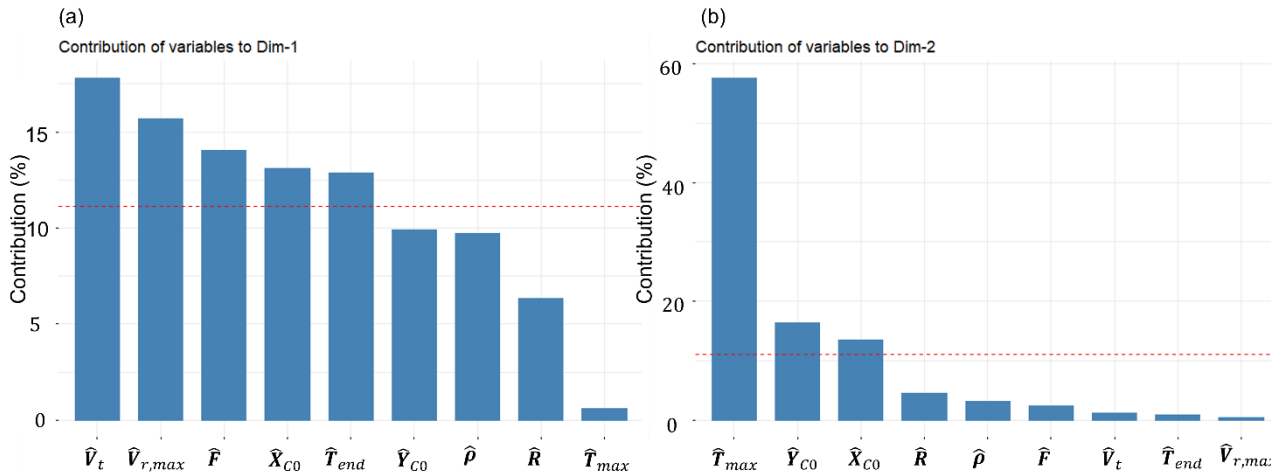 (a)
Contribution of variables to Dim-1
Contribution (%)
15
10
5
0
V̂t V̂r,max F̂ X̂C0 T̂end ŶC0 ρ̂ R̂ T̂max
(b)
Contribution of variables to Dim-2
Contribution (%)
60
40
20
0
T̂max ŶC0 X̂C0 R̂ ρ̂ F̂ V̂t T̂end V̂r,max